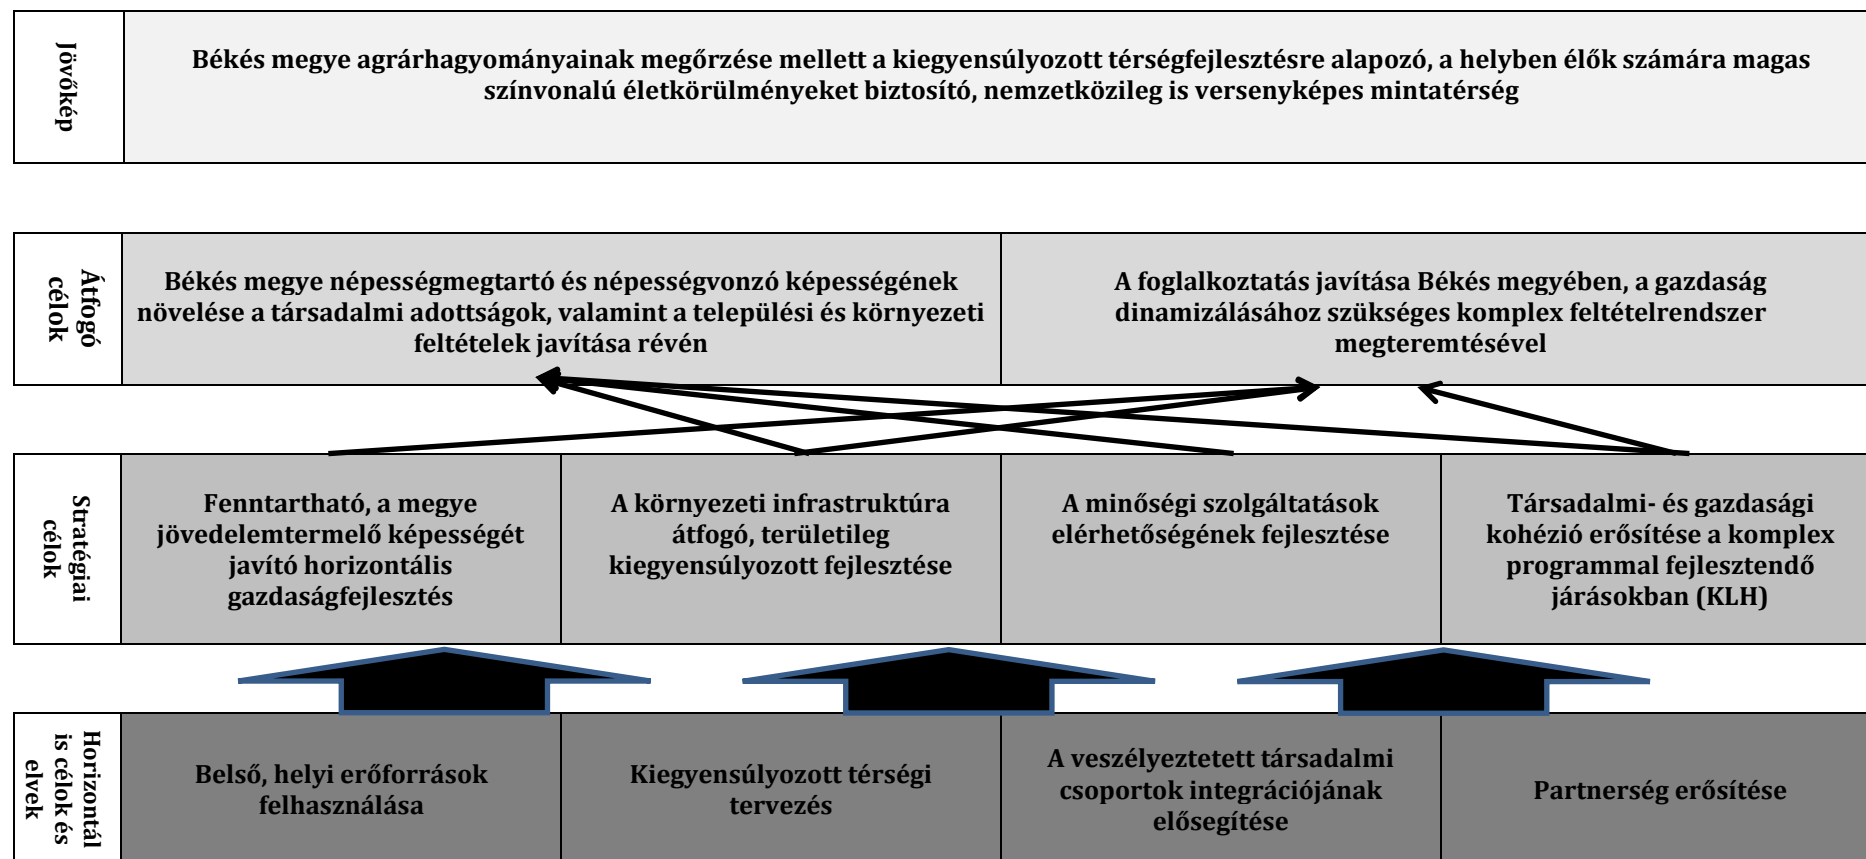 Jövőkép
Békés megye agrárhagyományainak megőrzése mellett a kiegyensúlyozott térségfejlesztésre alapozó, a helyben élők számára magas
színvonalú életkörülményeket biztosító, nemzetközileg is versenyképes mintatérség
Átfogó
célok
Békés megye népességmegtartó és népességvonzó képességének
növelése a társadalmi adottságok, valamint a települési és környezeti
feltételek javítása révén
A foglalkoztatás javítása Békés megyében, a gazdaság
dinamizálásához szükséges komplex feltételrendszer
megteremtésével
Stratégiai
célok
Fenntartható, a megye
jövedelemtermelő képességét
javító horizontális
gazdaságfejlesztés
A környezeti infrastruktúra
átfogó, területileg
kiegyensúlyozott fejlesztése
A minőségi szolgáltatások
elérhetőségének fejlesztése
Társadalmi- és gazdasági
kohézió erősítése a komplex
programmal fejlesztendő
járásokban (KLH)
Horizontál
is célok és
elvek
Belső, helyi erőforrások
felhasználása
Kiegyensúlyozott térségi
tervezés
A veszélyeztetett társadalmi
csoportok integrációjának
elősegítése
Partnerség erősítése